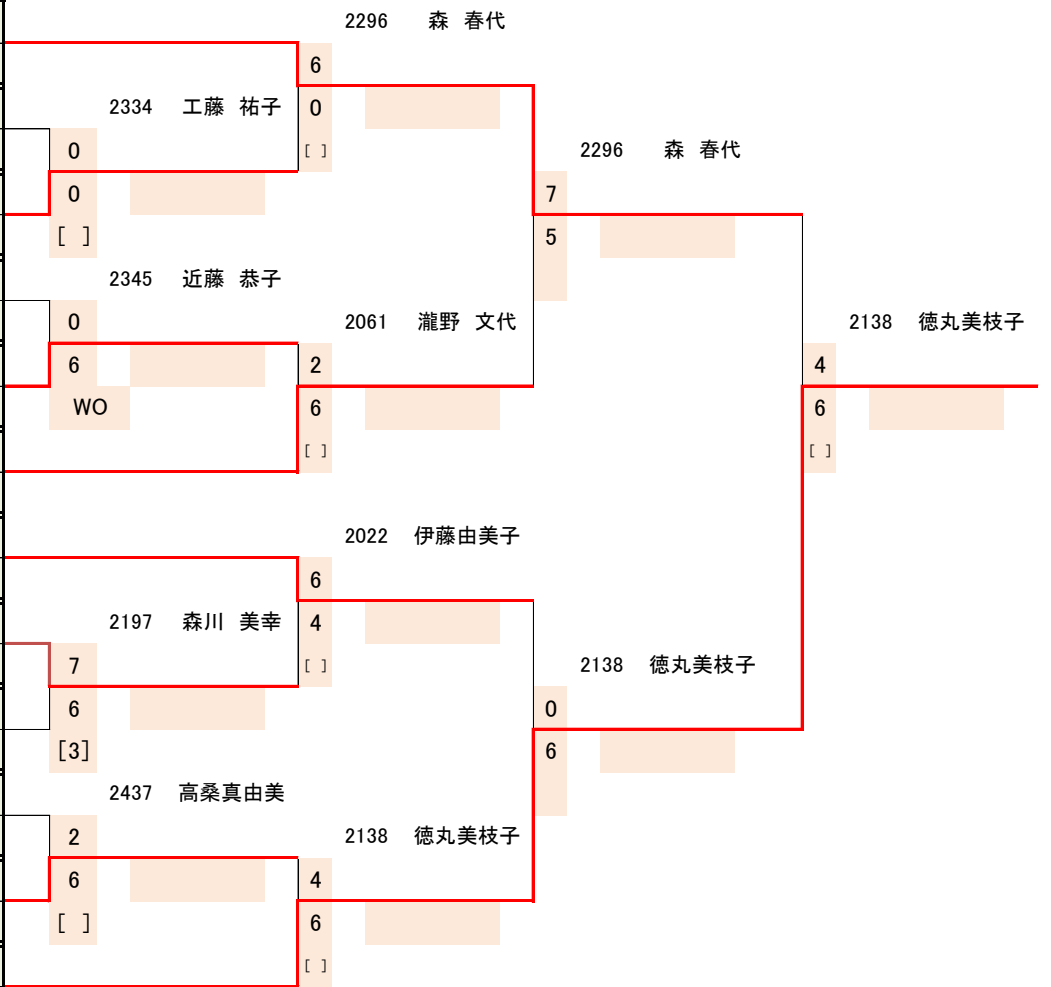 2296 森 春代
6
2334 工藤 祐子 0
0 [ ] 2296 森 春代
0 7
[ ] 5
2345 近藤 恭子
0 2061 瀧野 文代 2138 徳丸美枝子
6 2 4
WO 6 6
[ ] [ ]
2022 伊藤由美子
6
2197 森川 美幸 4
7 [ ] 2138 徳丸美枝子
6 0
[3] 6
2437 高桑真由美
2 2138 徳丸美枝子
6 4
[ ] 6
[ ]